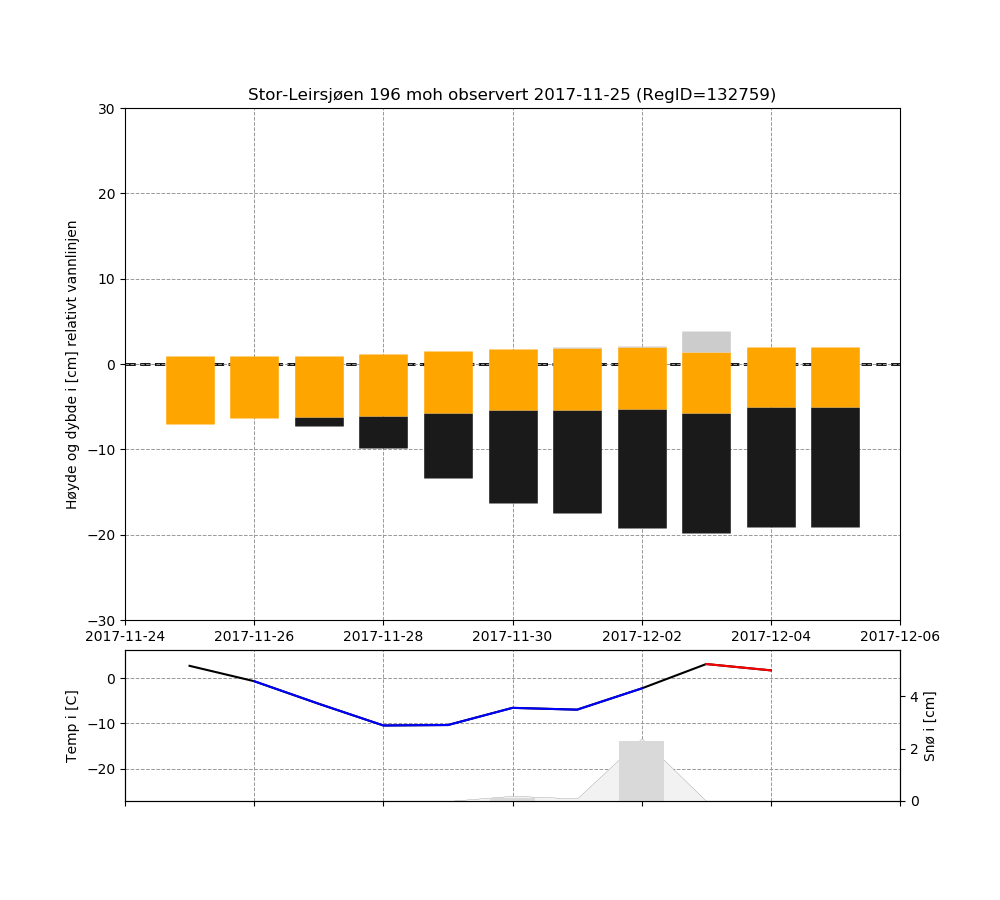 Stor-Leirsjøen 196 moh observert 2017-11-25 (RegID=132759)
Høyde og dybde i [cm] relativt vannlinjen
30
20
10
0
−10
−20
−30
2017-11-24 2017-11-26 2017-11-28 2017-11-30 2017-12-02 2017-12-04 2017-12-06
Temp i [C]
0
−10
−20
4
2
0
Snø i [cm]